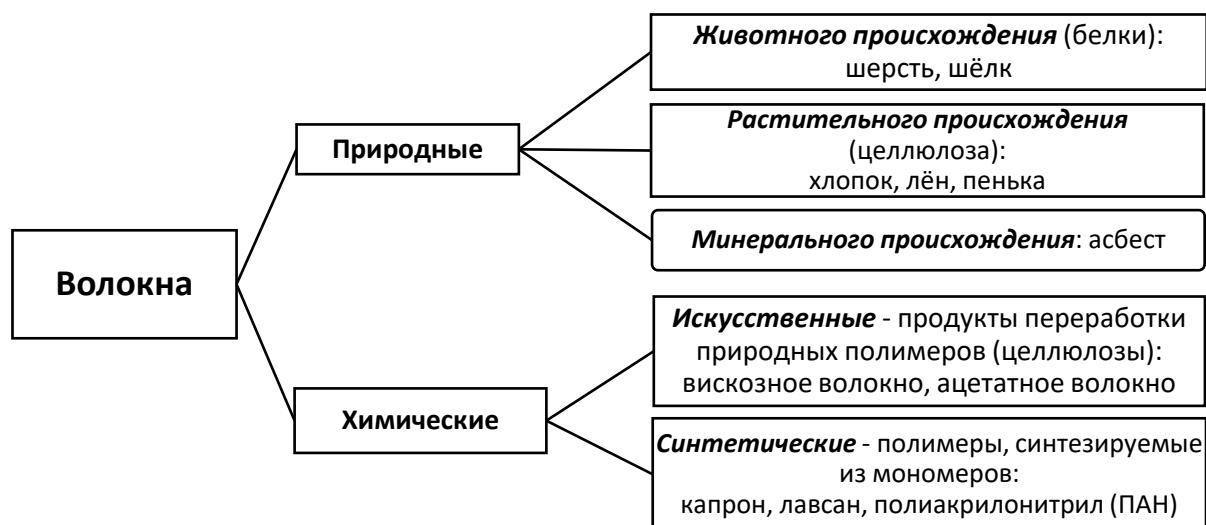 Волокна
Природные
Животного происхождения (белки):
шерсть, шёлк
Растительного происхождения
(целлюлоза):
хлопок, лён, пенька
Минерального происхождения: асбест
Химические
Искусственные - продукты переработки
природных полимеров (целлюлозы):
вискозное волокно, ацетатное волокно
Синтетические - полимеры, синтезируемые
из мономеров:
капрон, лавсан, полиакрилонитрил (ПАН)